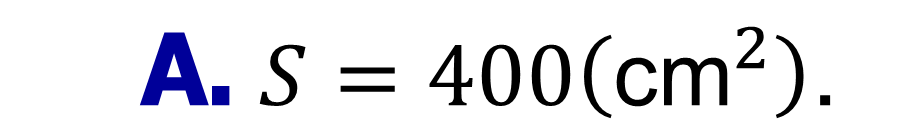 A. S = 400(cm²).